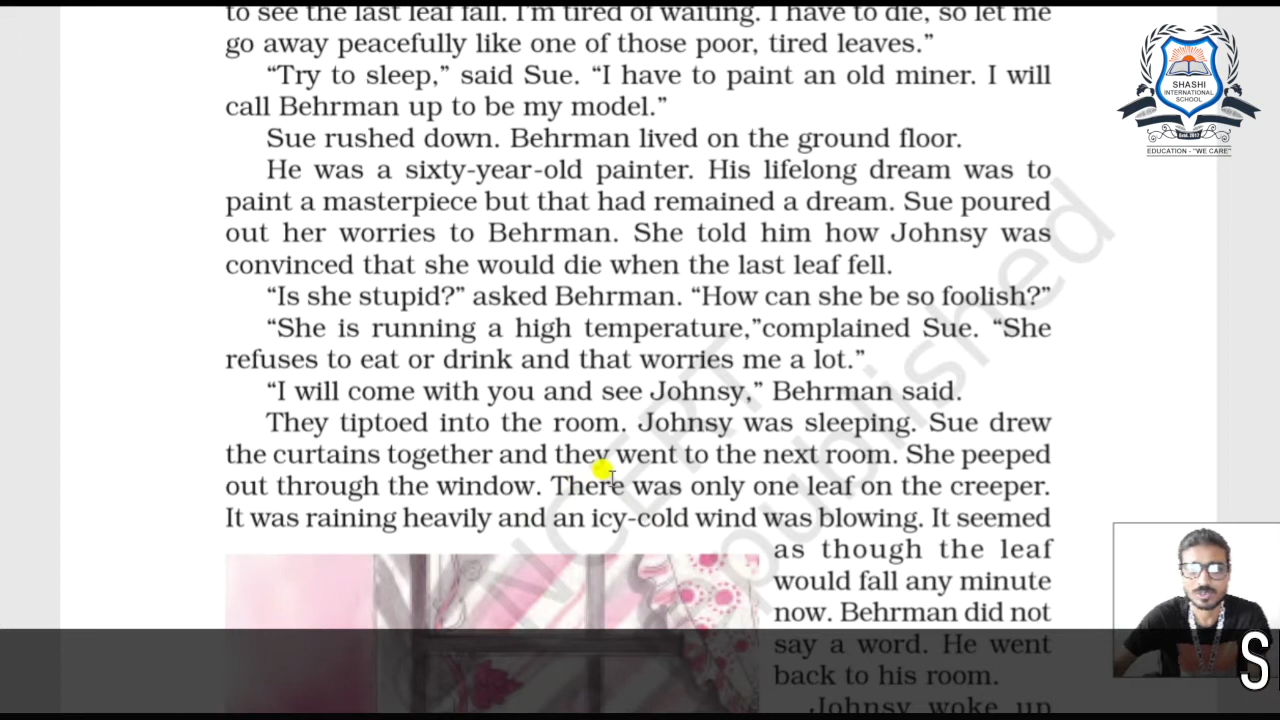 to see the last leaf fall. I'm tired of waiting. I have to die, so let me
go away peacefully like one of those poor, tired leaves.”
“Try to sleep,” said Sue. “I have to paint an old miner. I will
call Behrman up to be my model.”
Sue rushed down. Behrman lived on the ground floor.
He was a sixty-year-old painter. His lifelong dream was to
paint a masterpiece but that had remained a dream. Sue poured
out her worries to Behrman. She told him how Johnsy was
convinced that she would die when the last leaf fell.
“Is she stupid?” asked Behrman. “How can she be so foolish?”
“She is running a high temperature,”complained Sue. “She
refuses to eat or drink and that worries me a lot.”
“I will come with you and see Johnsy,” Behrman said.
They tiptoed into the room. Johnsy was sleeping. Sue drew
the curtains together and they went to the next room. She peeped
out through the window. There was only one leaf on the creeper.
It was raining heavily and an icy-cold wind was blowing. It seemed
as though the leaf
would fall any minute
now. Behrman did not
say a word. He went
back to his room.
Johnsy woke up
NCERT
published
SHASHI
INTERNATIONAL
SCHOOL
Estd. 2017
EDUCATION - "WE CARE"
S